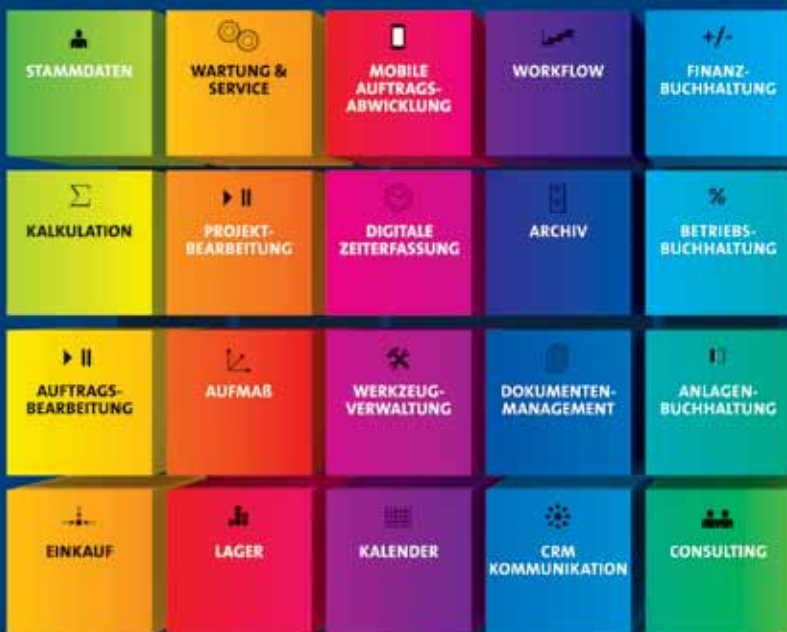 STAMMDATEN
WARTUNG &
SERVICE
MOBILE
AUFTRAGS-
ABWICKLUNG
WORKFLOW
+/-
FINANZ-
BUCHHALTUNG
Σ
KALKULATION
PROJEKT-
BEARBEITUNG
DIGITALE
ZEITERFASSUNG
ARCHIV
%
BETRIEBS-
BUCHHALTUNG
AUFTRAGS-
BEARBEITUNG
AUFMAẞ
WERKZEUG-
VERWALTUNG
DOKUMENTEN-
MANAGEMENT
ANLAGEN-
BUCHHALTUNG
EINKAUF
LAGER
KALENDER
CRM
KOMMUNIKATION
CONSULTING